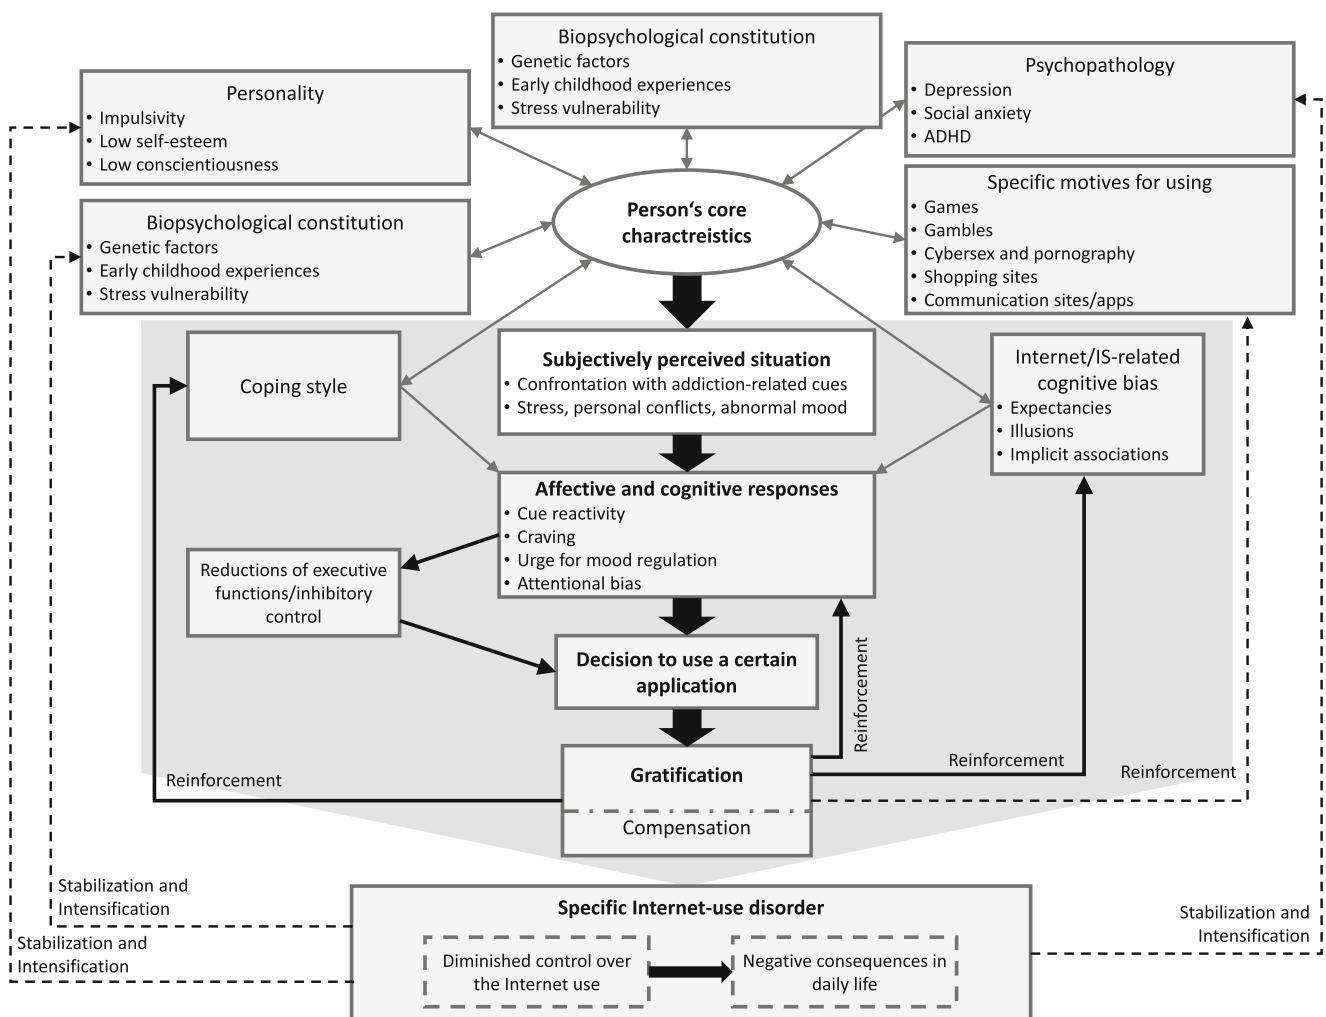 Biopsychological constitution
• Genetic factors
• Early childhood experiences
• Stress vulnerability
Personality
• Impulsivity
• Low self-esteem
• Low conscientiousness
Psychopathology
• Depression
• Social anxiety
• ADHD
Biopsychological constitution
• Genetic factors
• Early childhood experiences
• Stress vulnerability
Person‘s core
charactreistics
Specific motives for using
• Games
• Gambles
• Cybersex and pornography
• Shopping sites
• Communication sites/apps
Coping style
Subjectively perceived situation
• Confrontation with addiction-related cues
• Stress, personal conflicts, abnormal mood
Internet/IS-related
cognitive bias
• Expectancies
• Illusions
• Implicit associations
Affective and cognitive responses
• Cue reactivity
• Craving
• Urge for mood regulation
• Attentional bias
Reductions of executive
functions/inhibitory
control
Decision to use a certain
application
Reinforcement
Gratification
Compensation
Reinforcement
Reinforcement
Reinforcement
Stabilization and
Intensification
Stabilization and
Intensification
Stabilization and
Intensification
Specific Internet-use disorder
Diminished control over
the Internet use
Negative consequences in
daily life